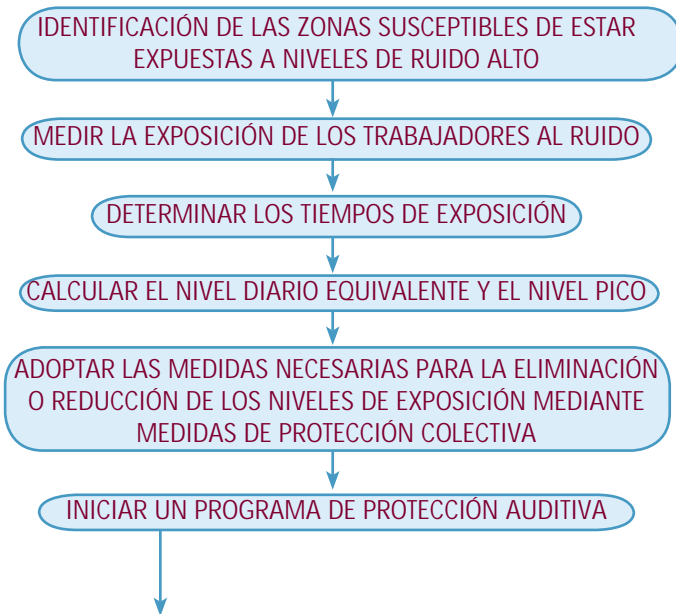 IDENTIFICACIÓN DE LAS ZONAS SUSCEPTIBLES DE ESTAR
EXPUESTAS A NIVELES DE RUIDO ALTO
MEDIR LA EXPOSICIÓN DE LOS TRABAJADORES AL RUIDO
DETERMINAR LOS TIEMPOS DE EXPOSICIÓN
CALCULAR EL NIVEL DIARIO EQUIVALENTE Y EL NIVEL PICO
ADOPTAR LAS MEDIDAS NECESARIAS PARA LA ELIMINACIÓN
O REDUCCIÓN DE LOS NIVELES DE EXPOSICIÓN MEDIANTE
MEDIDAS DE PROTECCIÓN COLECTIVA
INICIAR UN PROGRAMA DE PROTECCIÓN AUDITIVA